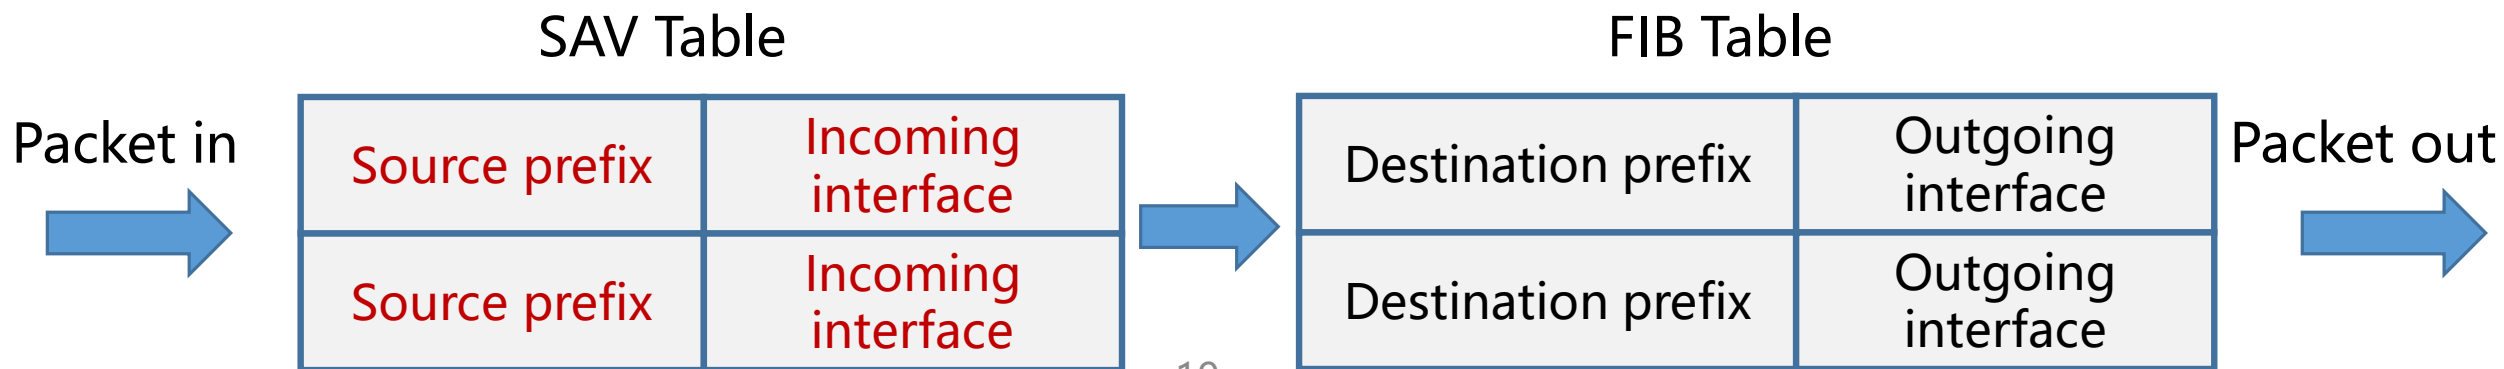 SAV Table
FIB Table
Packet in
Source prefix
Incoming
interface
Source prefix
Incoming
interface
Destination prefix
Outgoing
interface
Destination prefix
Outgoing
interface
Packet out